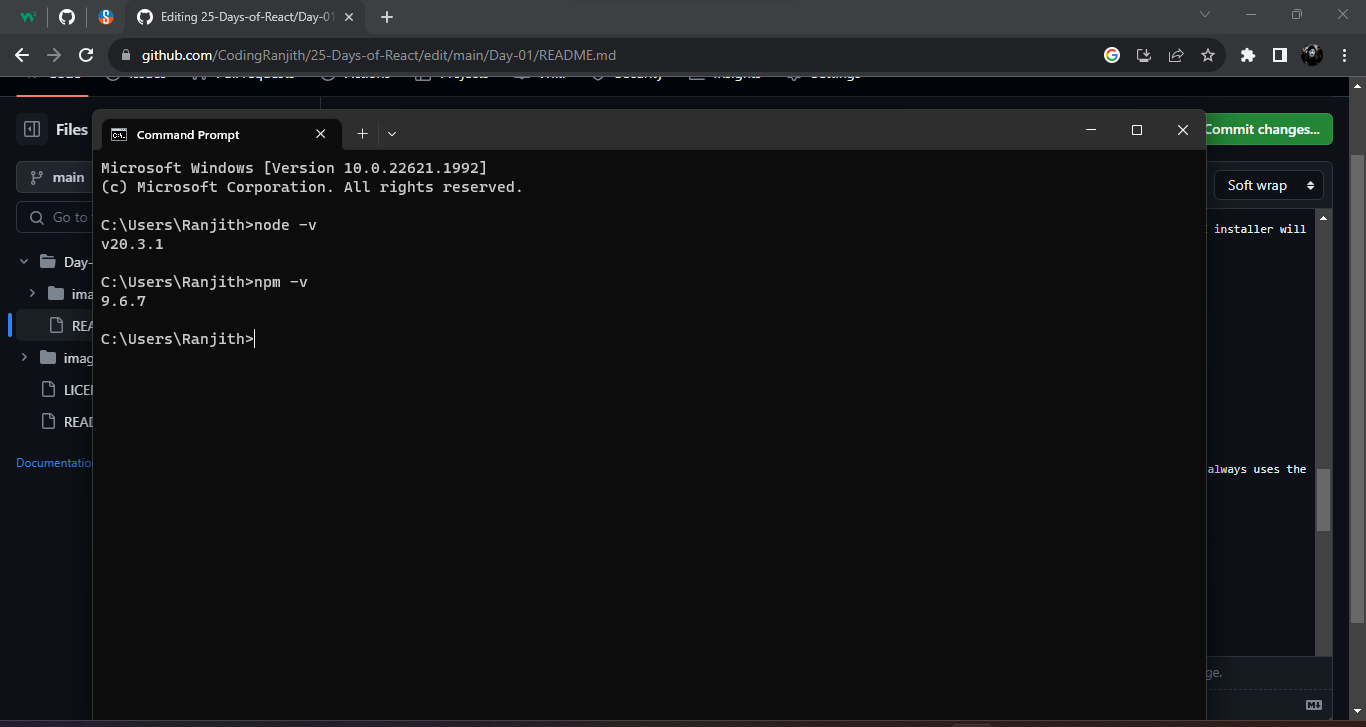 Editing 25-Days-of-React/Day-01
github.com/CodingRanjith/25-Days-of-React/edit/main/Day-01/README.md
Files
Commit changes...
main
Soft wrap
Go to
installer will
Day-
ima
REA
imag
LICE
READ
Documentatio
always uses the
ge.
Command Prompt
Microsoft Windows [Version 10.0.22621.1992]
(c) Microsoft Corporation. All rights reserved.
C:\Users\Ranjith>node -v
v20.3.1
C:\Users\Ranjith>npm -v
9.6.7
C:\Users\Ranjith>